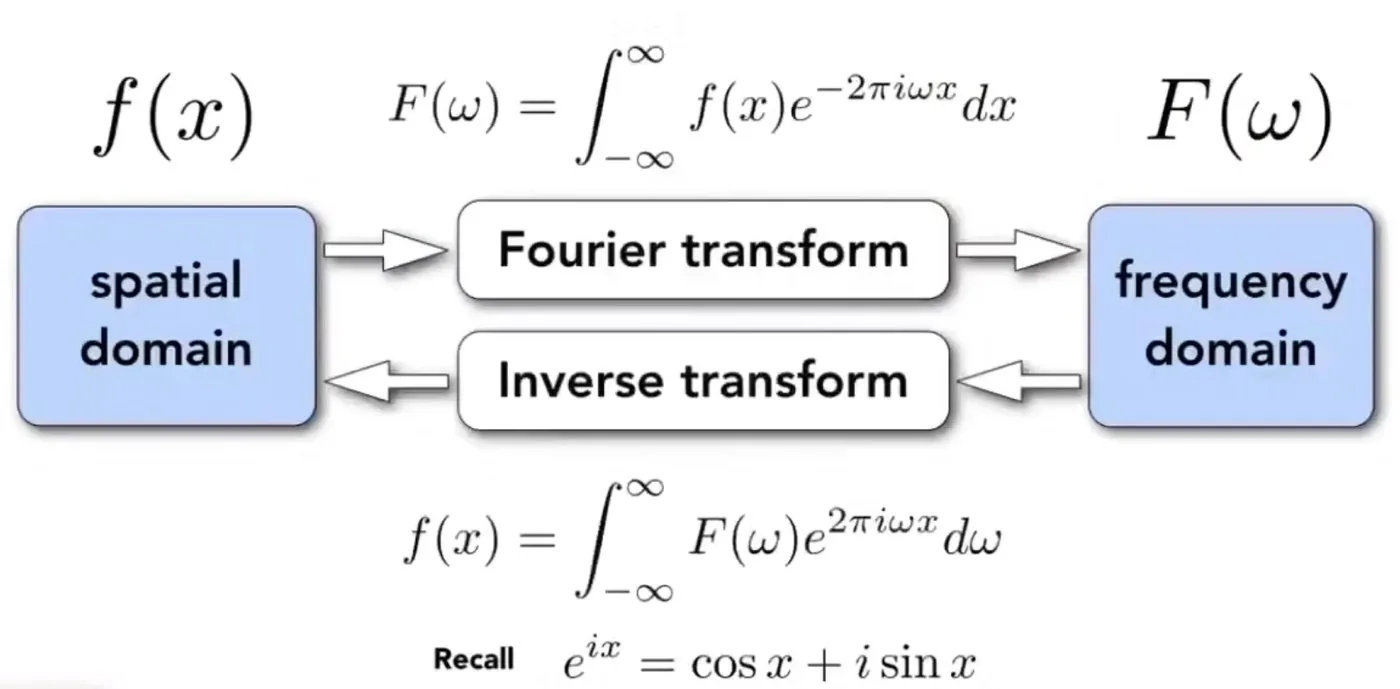 f(x)
F(ω) = ∫_{-∞}^{∞} f(x)e^{-2πiωx}dx
F(ω)
spatial
domain
Fourier transform
Inverse transform
frequency
domain
f(x) = ∫_{-∞}^{∞} F(ω)e^{2πiωx}dω
Recall e^{ix} = cos x + i sin x